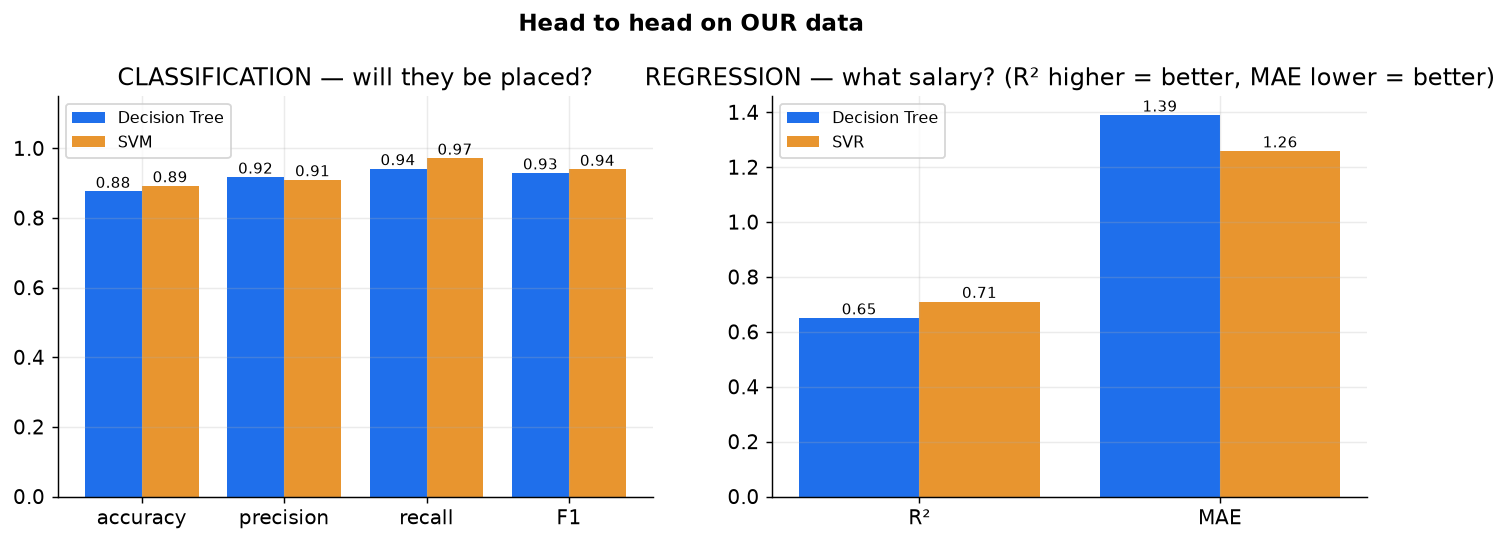 Head to head on OUR data
CLASSIFICATION — will they be placed?
Decision Tree
SVM
0.88 0.89 0.92 0.91 0.94 0.97 0.93 0.94
1.0
0.8
0.6
0.4
0.2
0.0
accuracy precision recall F1
REGRESSION — what salary? (R² higher = better, MAE lower = better)
Decision Tree
SVR
0.65 0.71 1.39 1.26
1.4
1.2
1.0
0.8
0.6
0.4
0.2
0.0
R² MAE